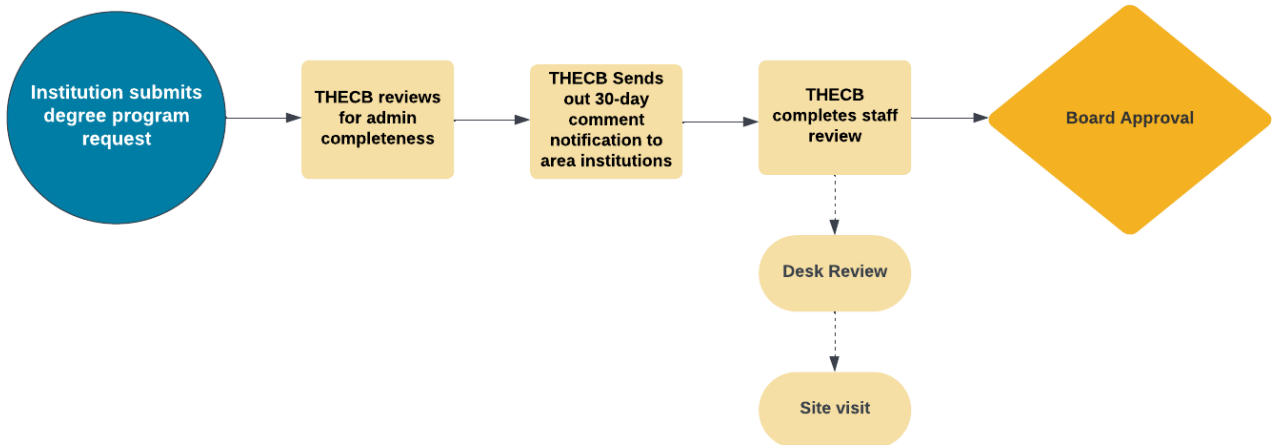 Institution submits
degree program
request
THECB reviews
for admin
completeness
THECB Sends
out 30-day
comment
notification to
area institutions
THECB
completes staff
review
Board Approval
Desk Review
Site visit